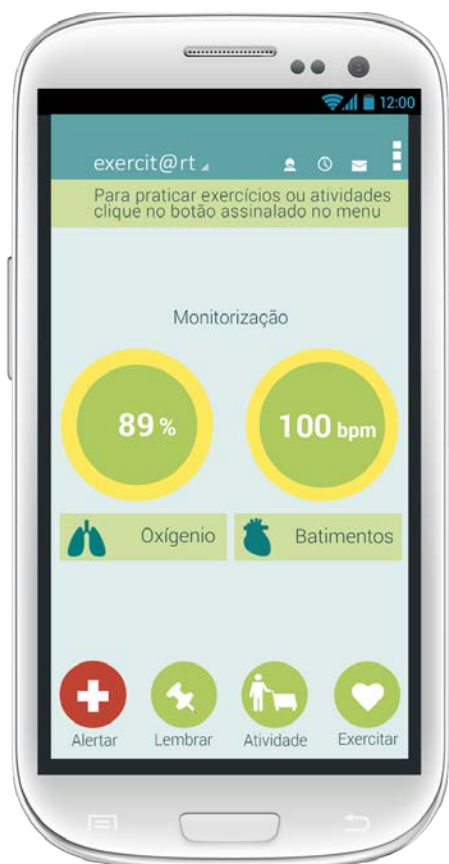 12:00
exercit@rt
Para praticar exercícios ou atividades
clique no botão assinalado no menu
Monitorização
89 %
100 bpm
Oxígenio
Batimentos
Alertar
Lembrar
Atividade
Exercitar